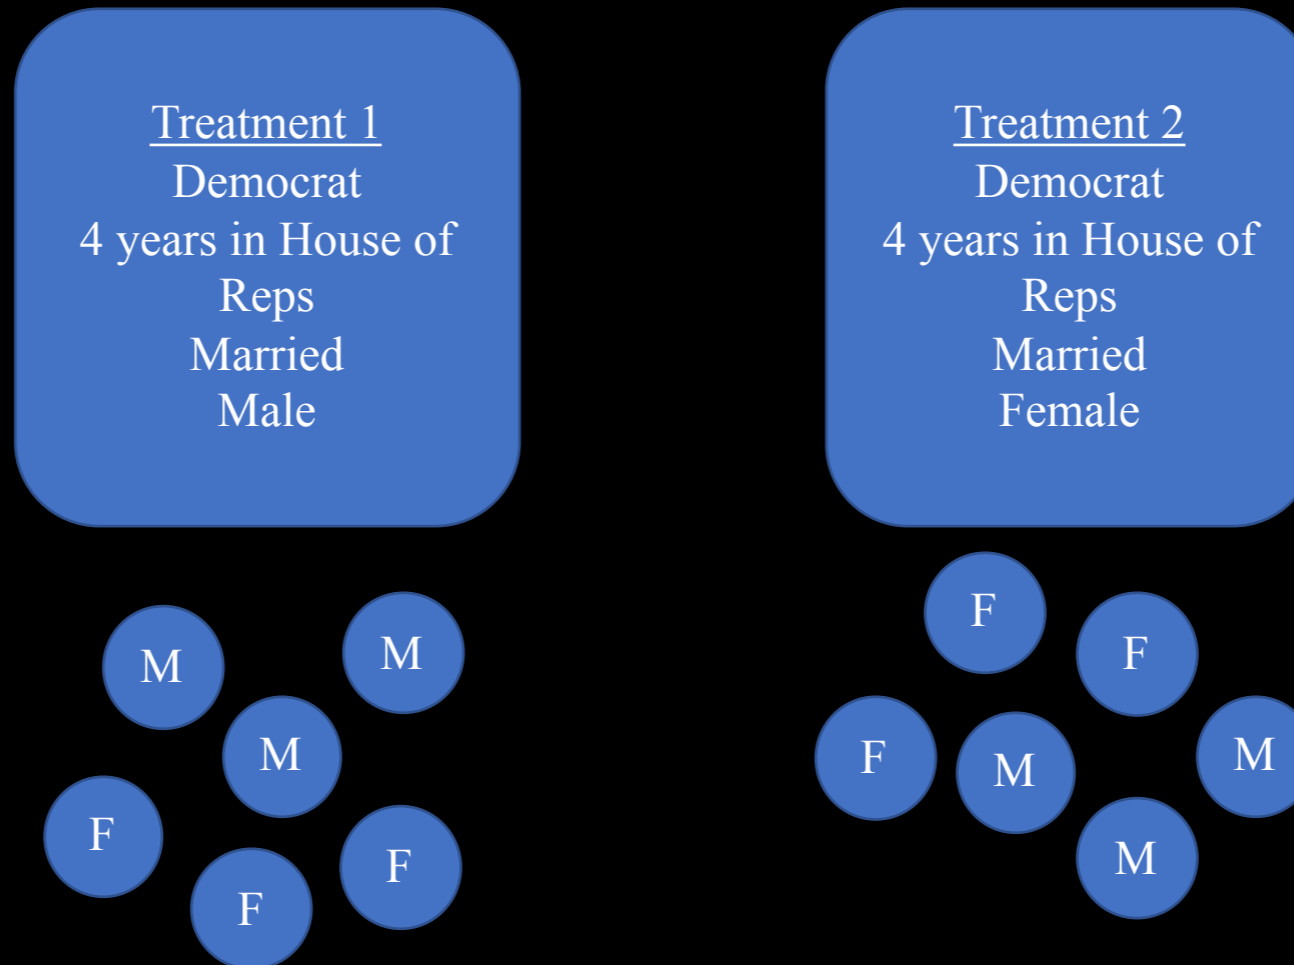 Treatment 1
Democrat
4 years in House of
Reps
Married
Male
Treatment 2
Democrat
4 years in House of
Reps
Married
Female
M
M
M
F
F
F
F
F
F
M
M
M